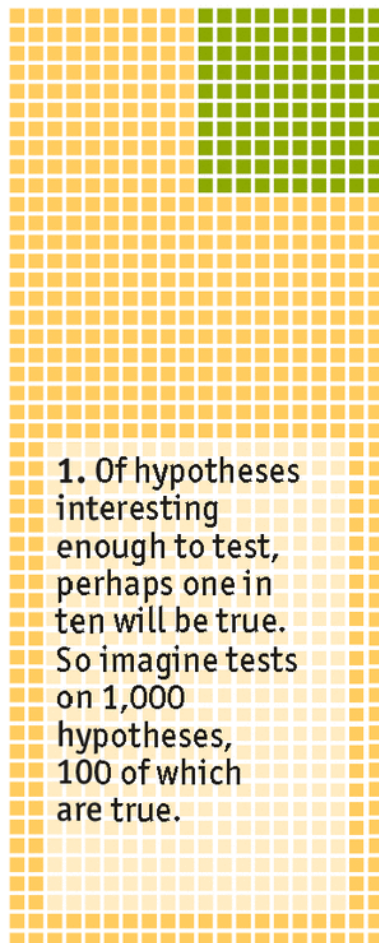 1. Of hypotheses
interesting
enough to test,
perhaps one in
ten will be true.
So imagine tests
on 1,000
hypotheses,
100 of which
are true.